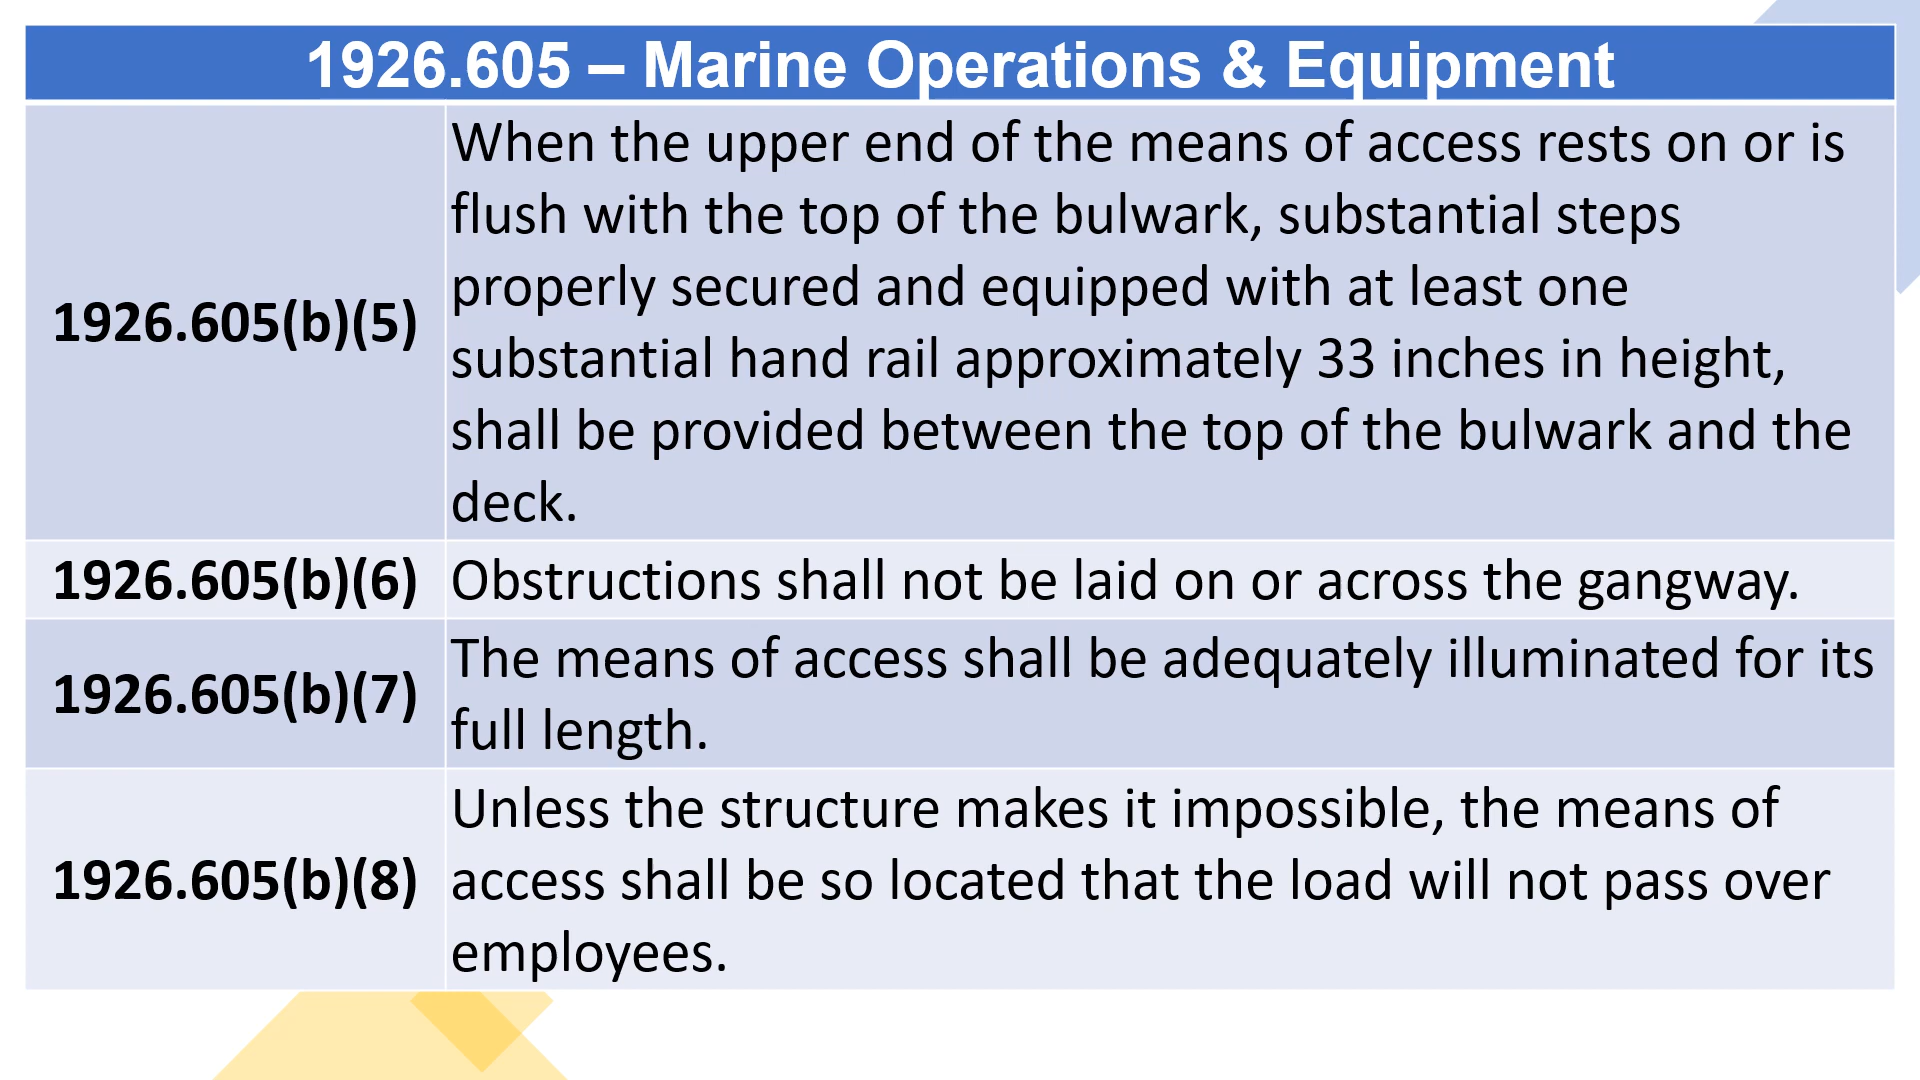 1926.605 – Marine Operations & Equipment
1926.605(b)(5)
When the upper end of the means of access rests on or is
flush with the top of the bulwark, substantial steps
properly secured and equipped with at least one
substantial hand rail approximately 33 inches in height,
shall be provided between the top of the bulwark and the
deck.
1926.605(b)(6)
Obstructions shall not be laid on or across the gangway.
1926.605(b)(7)
The means of access shall be adequately illuminated for its
full length.
1926.605(b)(8)
Unless the structure makes it impossible, the means of
access shall be so located that the load will not pass over
employees.